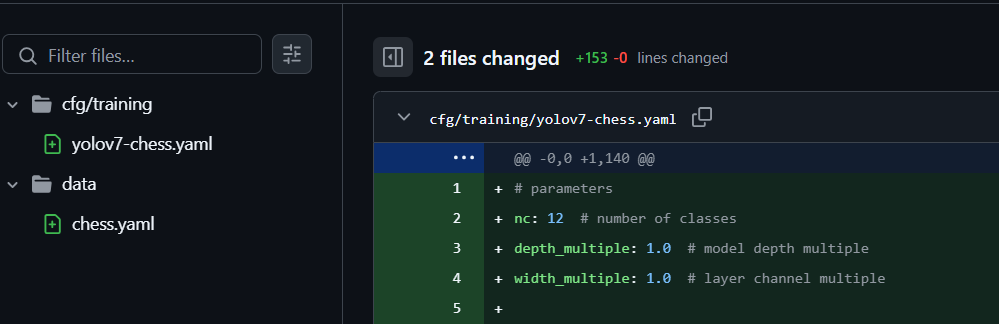 Filter files...
cfg/training
yolov7-chess.yaml
data
chess.yaml
2 files changed +153 -0 lines changed
cfg/training/yolov7-chess.yaml
... @@ -0,0 +1,140 @@
1 + # parameters
2 + nc: 12 # number of classes
3 + depth_multiple: 1.0 # model depth multiple
4 + width_multiple: 1.0 # layer channel multiple
5 +